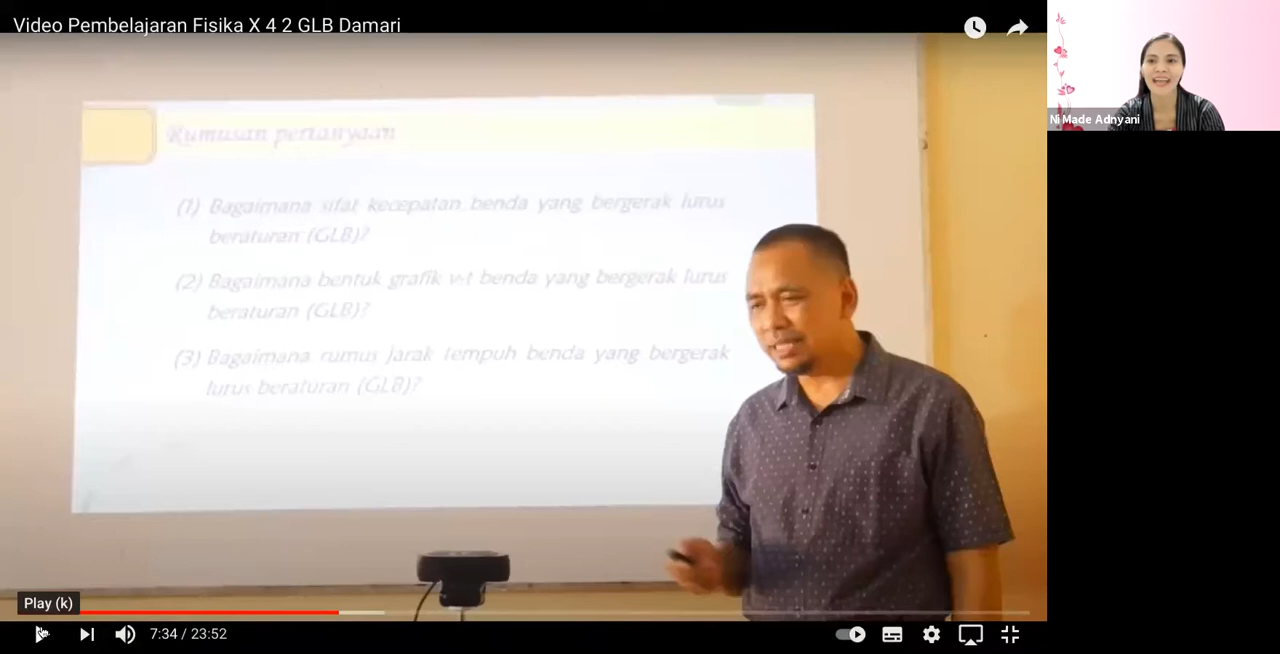 Video Pembelajaran Fisika X 4 2 GLB Damari
Ni Made Adnyani
Rumusan pertanyaan
(1) Bagaimana sifat kecepatan benda yang bergerak lurus
beraturan (GLB)?
(2) Bagaimana bentuk grafik v-t benda yang bergerak lurus
beraturan (GLB)?
(3) Bagaimana rumus jarak tempuh benda yang bergerak
lurus beraturan (GLB)?
Play (k)
7:34 / 23:52